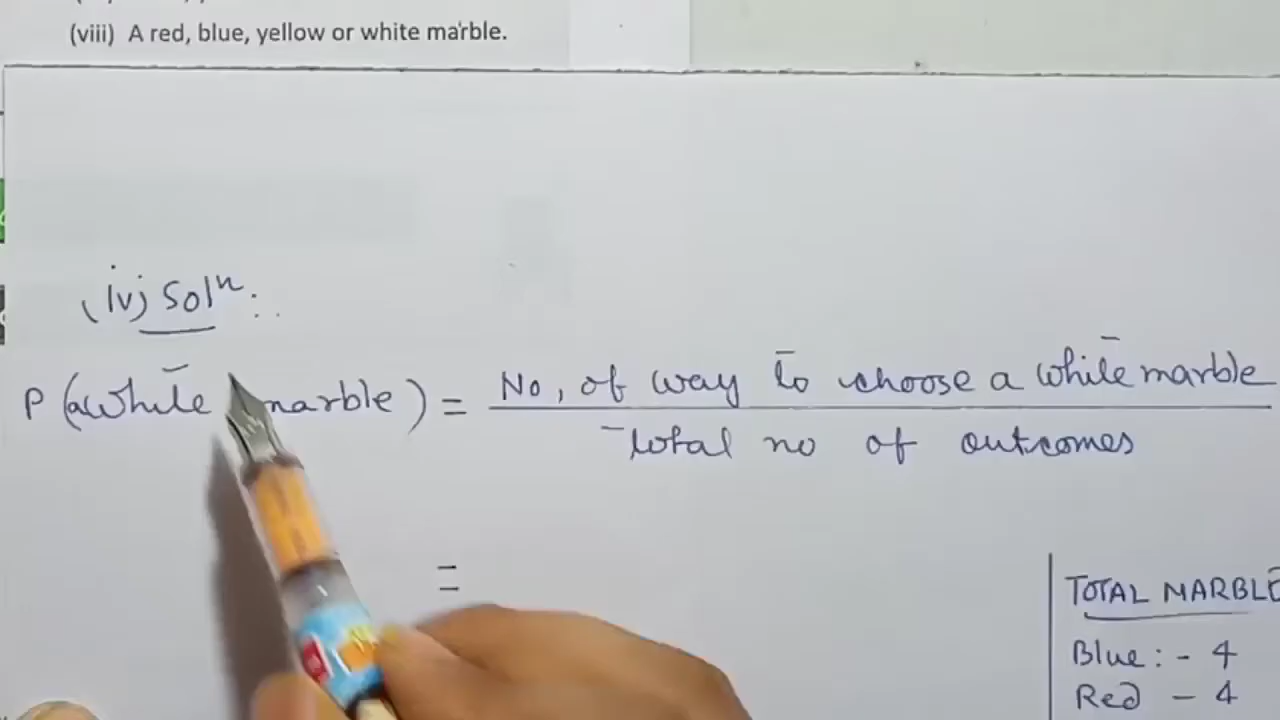 (viii) A red, blue, yellow or white marble.
(iv) Solⁿ:
P (a white marble) = No, of way to choose a white marble
Total no of outcomes
=
TOTAL MARBLE
Blue : - 4
Red - 4